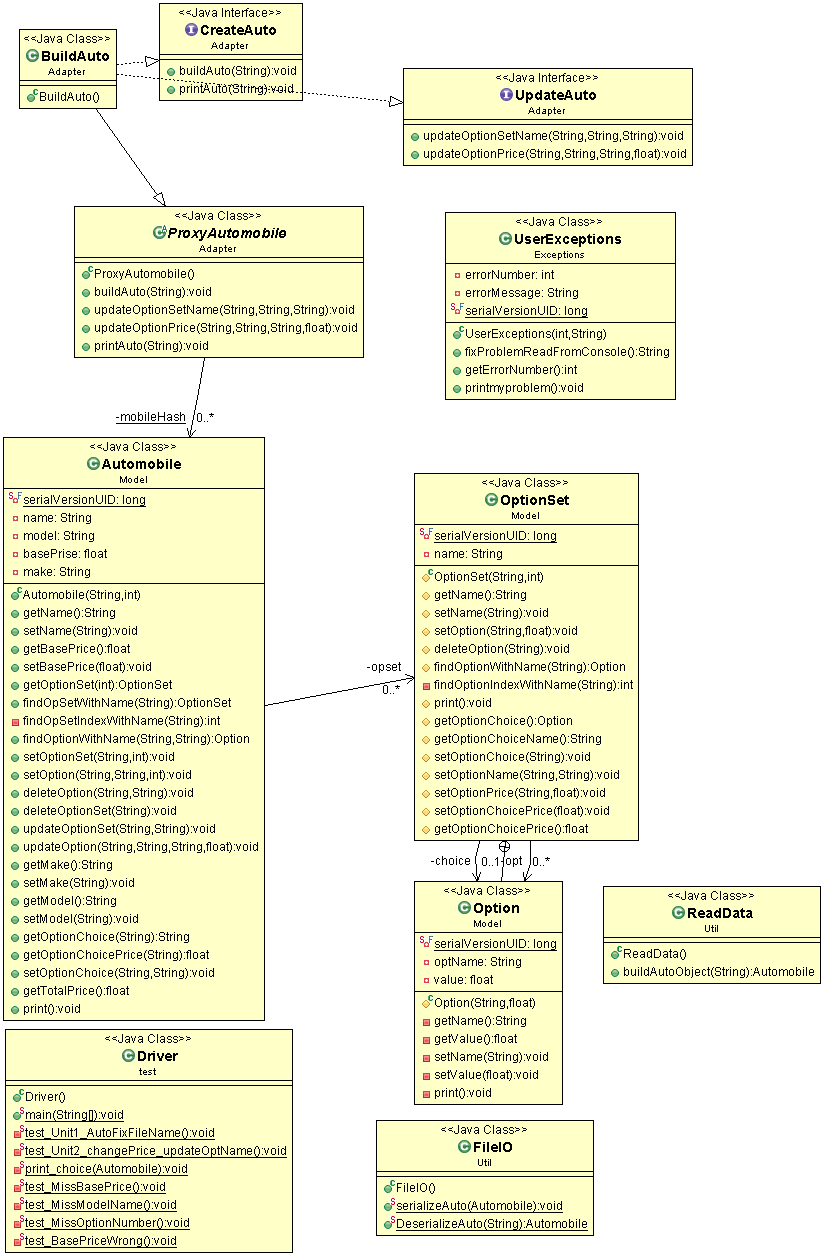 <<Java Class>>
BuildAuto
Adapter
BuildAuto()
<<Java Interface>>
CreateAuto
Adapter
buildAuto(String):void
printAuto(String):void
<<Java Interface>>
UpdateAuto
Adapter
updateOptionSetName(String,String,String):void
updateOptionPrice(String,String,String,float):void
<<Java Class>>
ProxyAutomobile
Adapter
ProxyAutomobile()
buildAuto(String):void
updateOptionSetName(String,String,String):void
updateOptionPrice(String,String,String,float):void
printAuto(String):void
<<Java Class>>
UserExceptions
Exceptions
errorNumber: int
errorMessage: String
serialVersionUID: long
UserExceptions(int,String)
fixProblemReadFromConsole():String
getErrorNumber():int
printmyproblem():void
-mobileHash 0..*
<<Java Class>>
Automobile
Model
serialVersionUID: long
name: String
model: String
basePrise: float
make: String
Automobile(String,int)
getName():String
setName(String):void
getBasePrice():float
setBasePrice(float):void
getOptionSet(int):OptionSet
findOpSetWithName(String):OptionSet
findOpSetIndexWithName(String):int
findOptionWithName(String,String):Option
setOptionSet(String,int):void
setOption(String,String,int):void
deleteOption(String,String):void
deleteOptionSet(String):void
updateOptionSet(String,String):void
updateOption(String,String,String,float):void
getMake():String
setMake(String):void
getModel():String
setModel(String):void
getOptionChoice(String):String
getOptionChoicePrice(String):float
setOptionChoice(String,String):void
getTotalPrice():float
print():void
-opset
0..*
<<Java Class>>
OptionSet
Model
serialVersionUID: long
name: String
OptionSet(String,int)
getName():String
setName(String):void
setOption(String,float):void
deleteOption(String):void
findOptionWithName(String):Option
findOptionIndexWithName(String):int
print():void
getOptionChoice():Option
getOptionChoiceName():String
setOptionChoice(String):void
setOptionName(String,String):void
setOptionPrice(String,float):void
setOptionChoicePrice(float):void
getOptionChoicePrice():float
-choice 0..1 -opt 0..*
<<Java Class>>
Option
Model
serialVersionUID: long
optName: String
value: float
Option(String,float)
getName():String
getValue():float
setName(String):void
setValue(float):void
print():void
<<Java Class>>
ReadData
Util
ReadData()
buildAutoObject(String):Automobile
<<Java Class>>
Driver
test
Driver()
main(String[]):void
test_Unit1_AutoFixFileName():void
test_Unit2_changePrice_updateOptName():void
print_choice(Automobile):void
test_MissBasePrice():void
test_MissModelName():void
test_MissOptionNumber():void
test_BasePriceWrong():void
<<Java Class>>
FileIO
Util
FileIO()
serializeAuto(Automobile):void
DeserializeAuto(String):Automobile